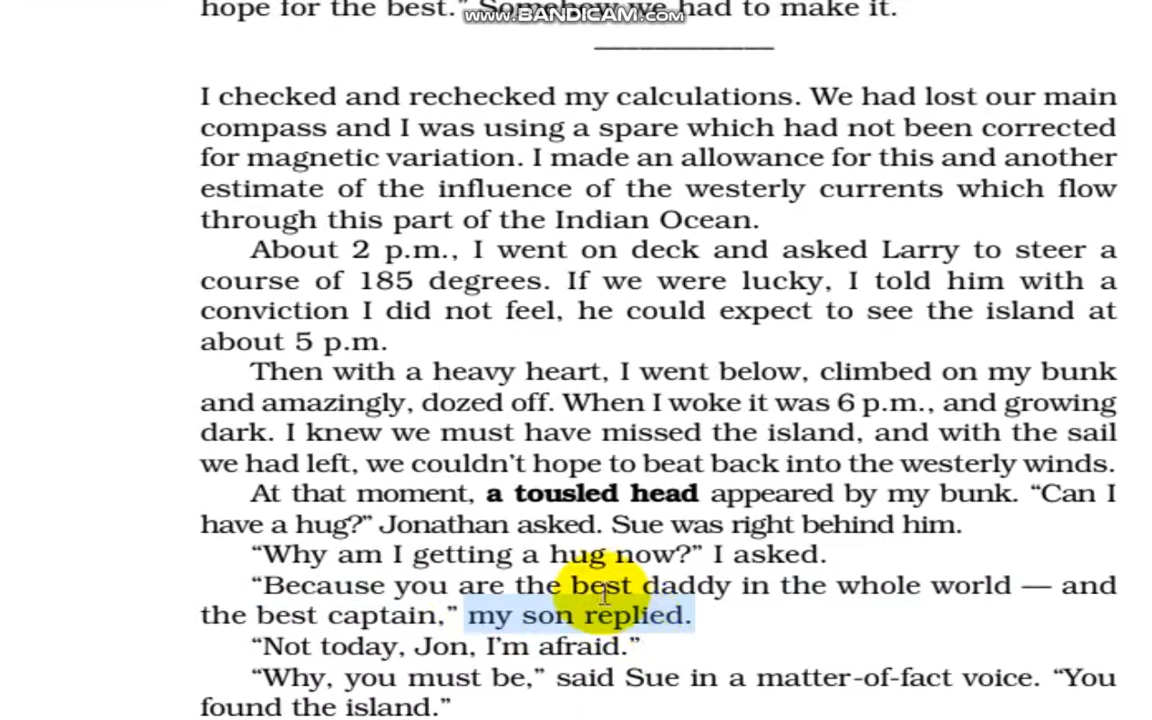 hope for the best.” Somehow we had to make it.”
www.BANDICAM.com
I checked and rechecked my calculations. We had lost our main
compass and I was using a spare which had not been corrected
for magnetic variation. I made an allowance for this and another
estimate of the influence of the westerly currents which flow
through this part of the Indian Ocean.
About 2 p.m., I went on deck and asked Larry to steer a
course of 185 degrees. If we were lucky, I told him with a
conviction I did not feel, he could expect to see the island at
about 5 p.m.
Then with a heavy heart, I went below, climbed on my bunk
and amazingly, dozed off. When I woke it was 6 p.m., and growing
dark. I knew we must have missed the island, and with the sail
we had left, we couldn’t hope to beat back into the westerly winds.
At that moment, a tousled head appeared by my bunk. “Can I
have a hug?” Jonathan asked. Sue was right behind him.
“Why am I getting a hug now?” I asked.
“Because you are the best daddy in the whole world — and
the best captain,” my son replied.
“Not today, Jon, I’m afraid.”
“Why, you must be,” said Sue in a matter-of-fact voice. “You
found the island.”